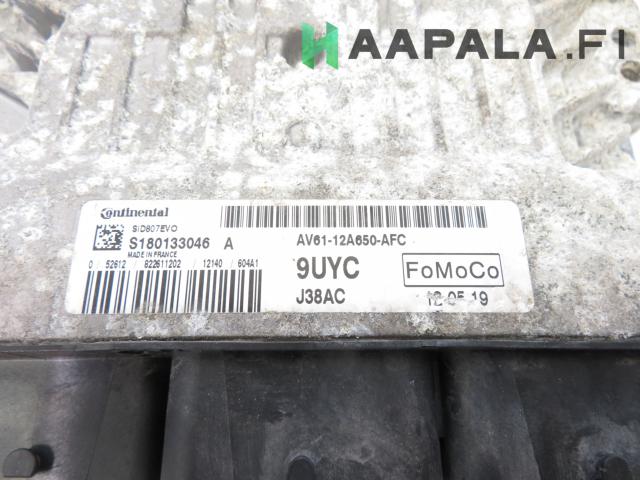 HAAPALA.FI
Continental
SID807EVO
S180133046 A
MADE IN FRANCE
0 / 52612 / 822611202 / 12140 / 604A1
AV61-12A650-AFC
9UYC
FoMoCo
J38AC
12.05.19